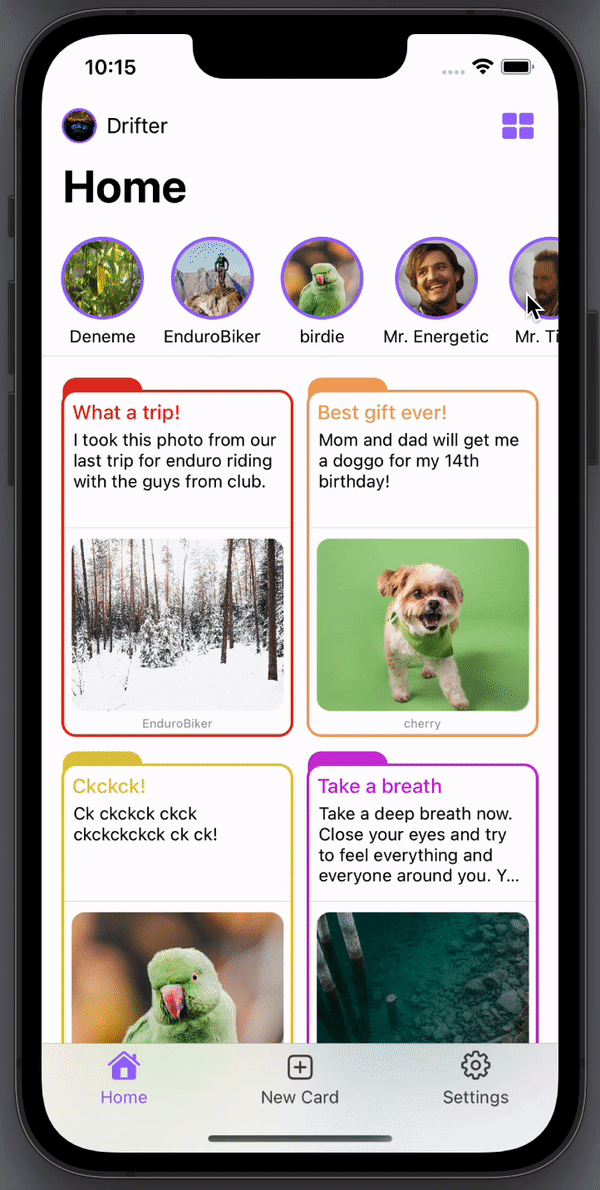 10:15
Drifter
Home
Deneme
EnduroBiker
birdie
Mr. Energetic
Mr.
What a trip!
I took this photo from our
last trip for enduro riding
with the guys from club.
EnduroBiker
Best gift ever!
Mom and dad will get me
a doggo for my 14th
birthday!
cherry
Ckckck!
Ck ckckck ckck
ckckckckck ck ck!
Take a breath
Take a deep breath now.
Close your eyes and try
to feel everything and
everyone around you. Y...
Home
New Card
Settings